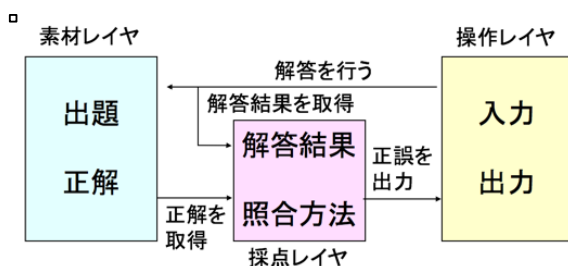 素材レイヤ
操作レイヤ
解答を行う
解答結果を取得
出題
正解
解答結果
照合方法
入力
出力
正誤を
出力
正解を
取得
採点レイヤ